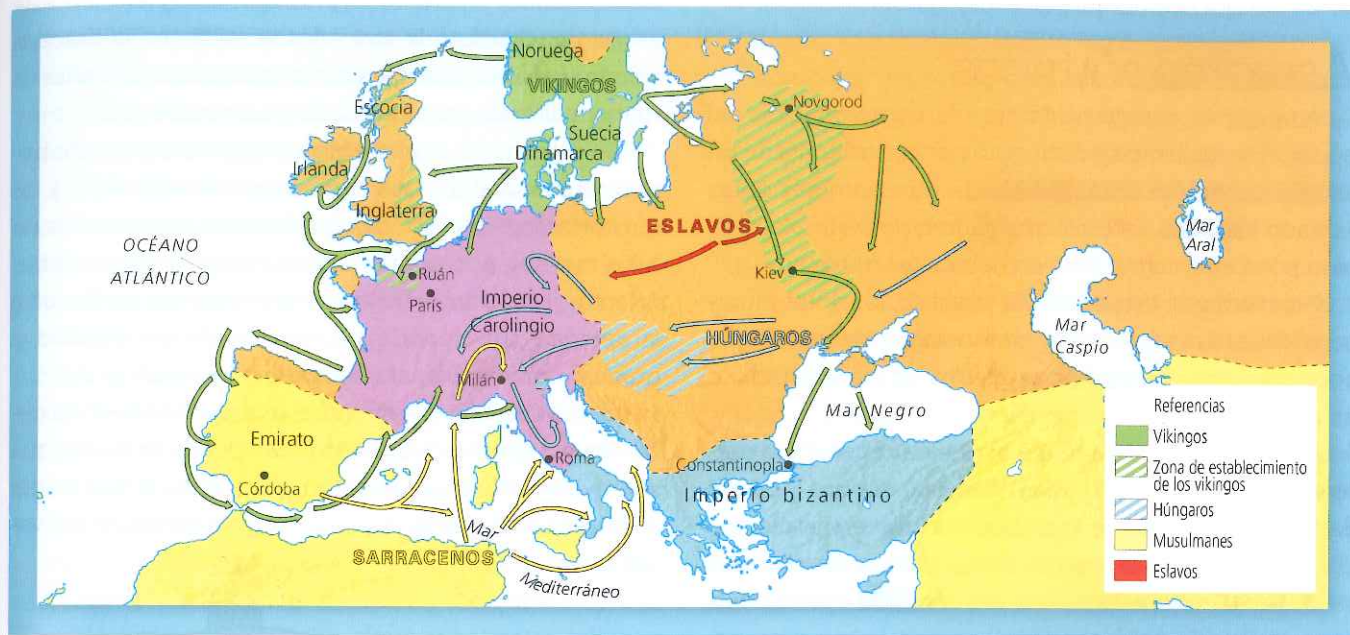 Noruega
VIKINGOS
Escocia
Novgorod
Suecia
Dinamarca
Irlanda
Inglaterra
ESLAVOS
OCÉANO
ATLÁNTICO
Mar
Aral
Ruán
París
Kiev
Imperio
Carolingio
HÚNGAROS
Mar
Caspio
Milán
Mar Negro
Emirato
Córdoba
Roma
Constantinopla
Imperio bizantino
SARRACENOS
Mar
Mediterráneo
Referencias
Vikingos
Zona de establecimiento
de los vikingos
Húngaros
Musulmanes
Eslavos